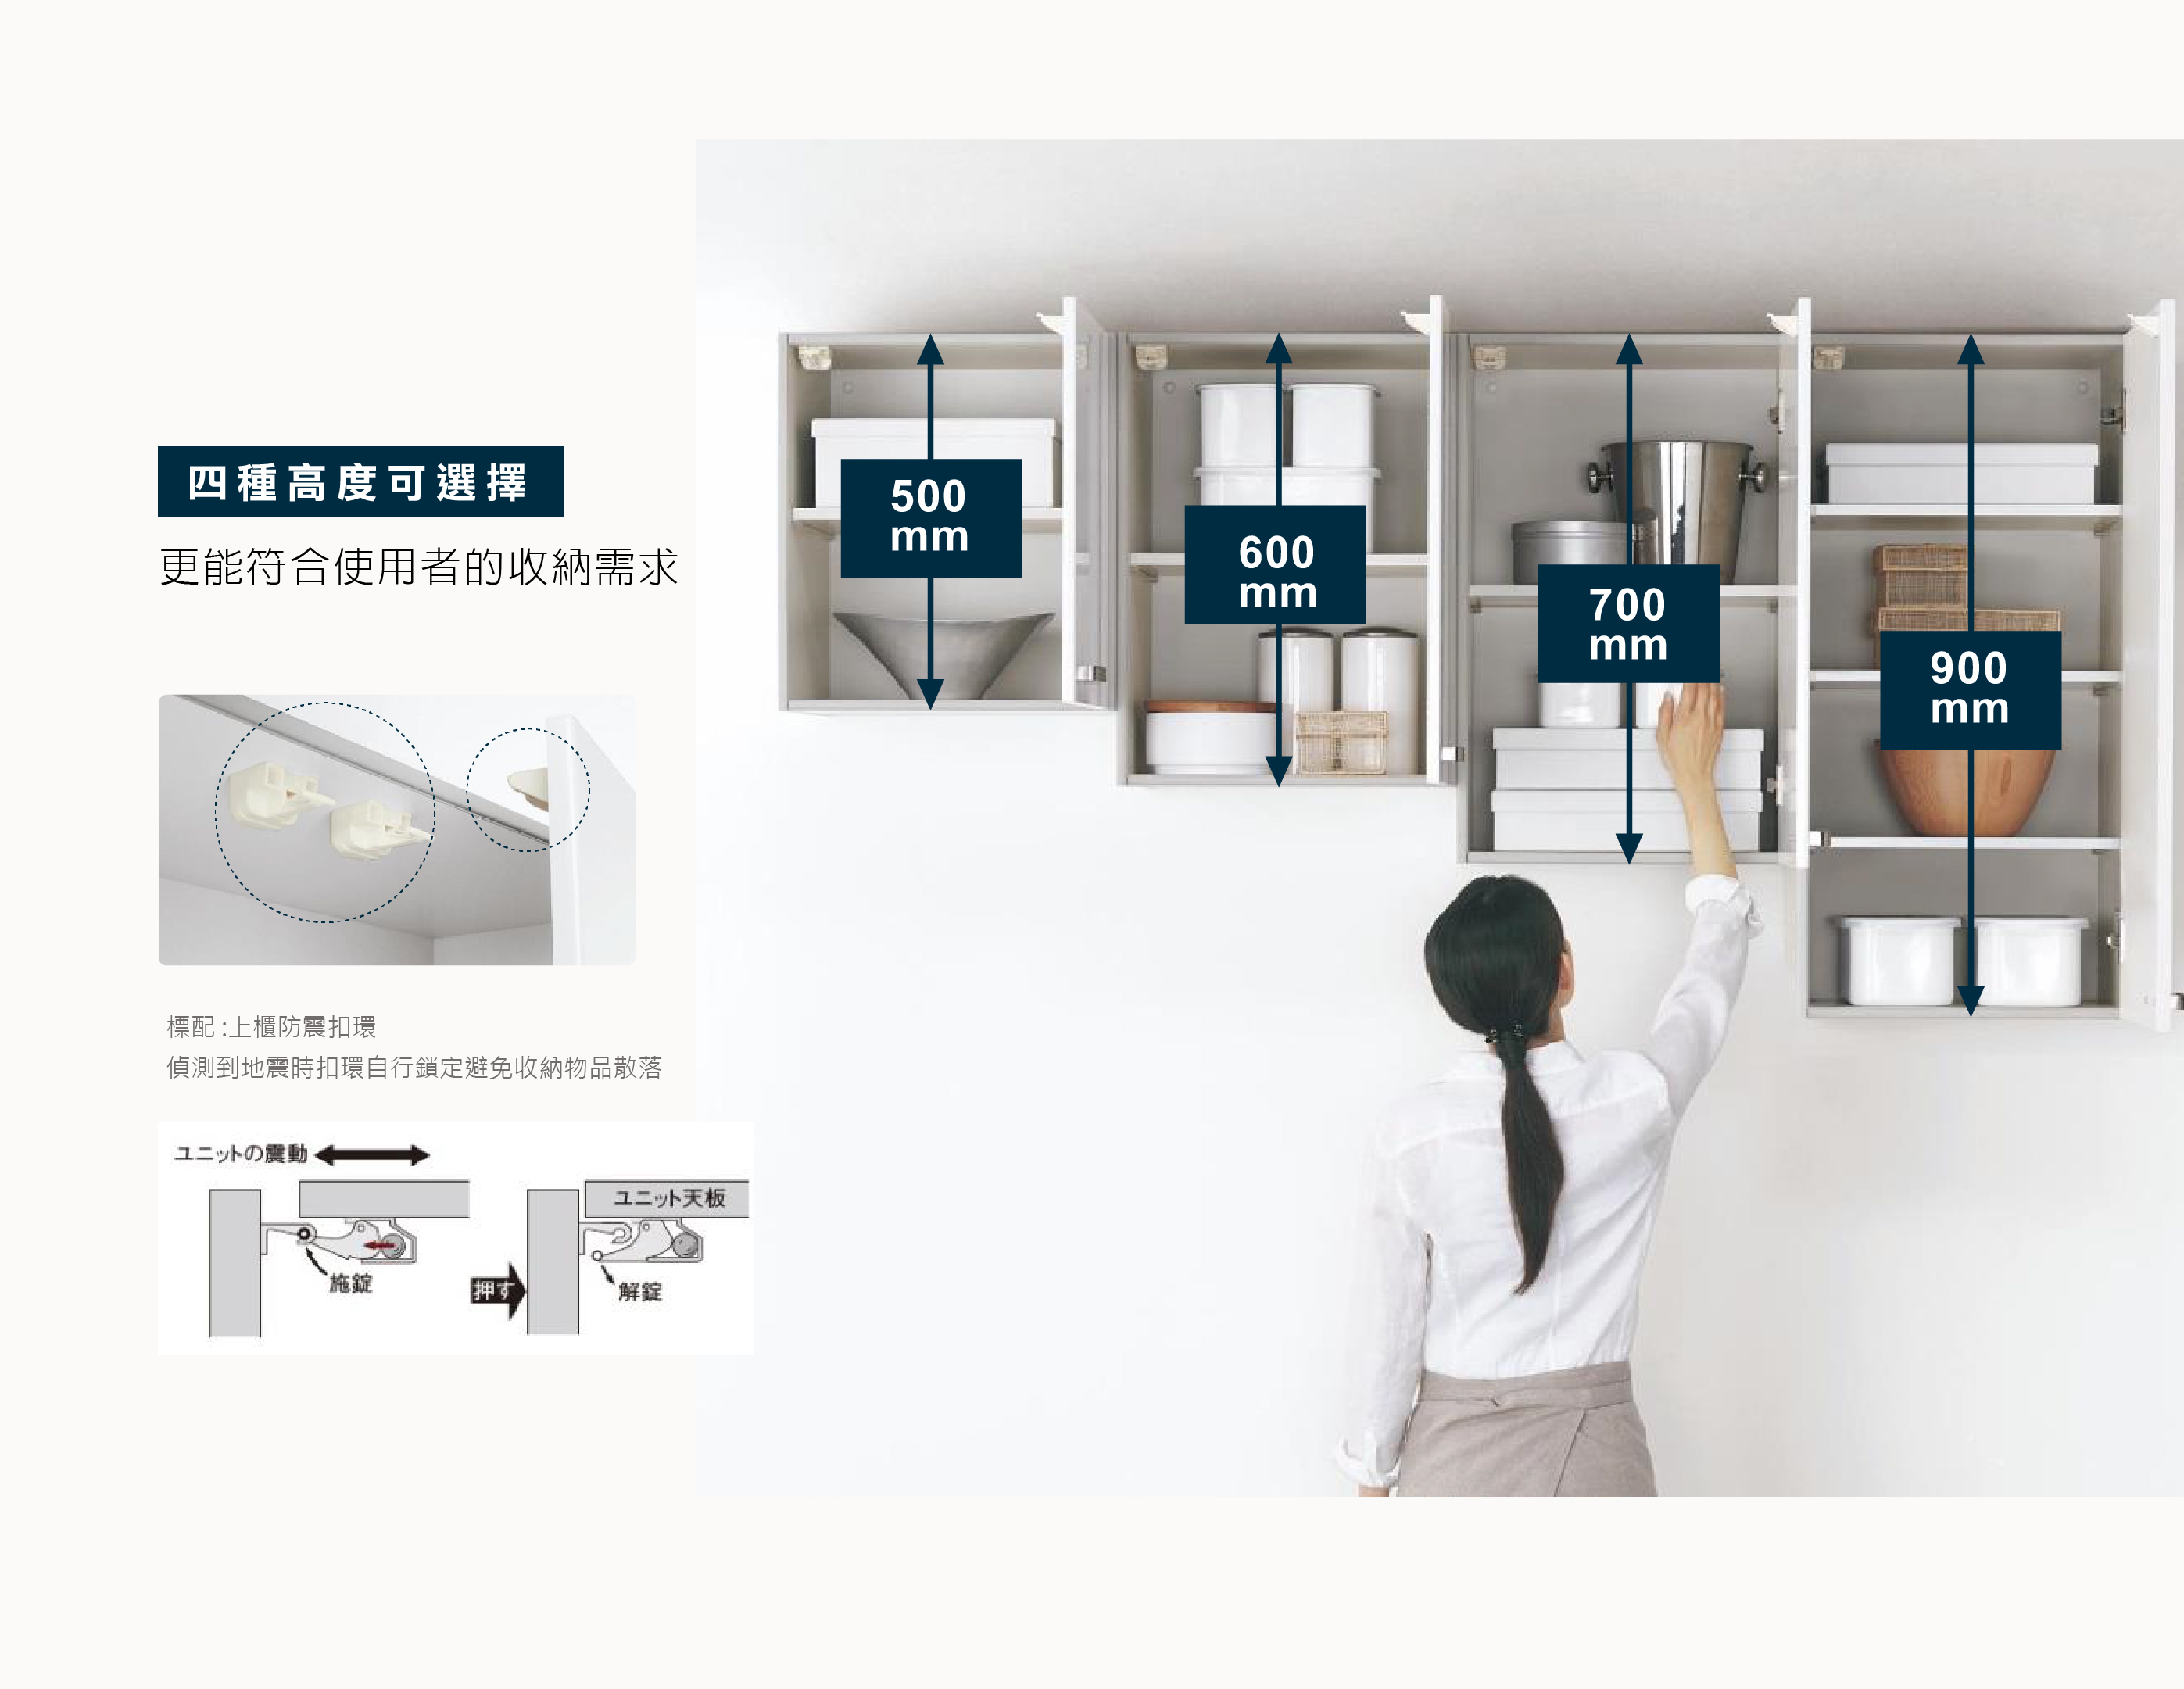 四種高度可選擇
更能符合使用者的收納需求
標配:上櫃防震扣環
偵測到地震時扣環自行鎖定避免收納物品散落
ユニットの震動
ユニット天板
施錠
押す
解錠
500
mm
600
mm
700
mm
900
mm